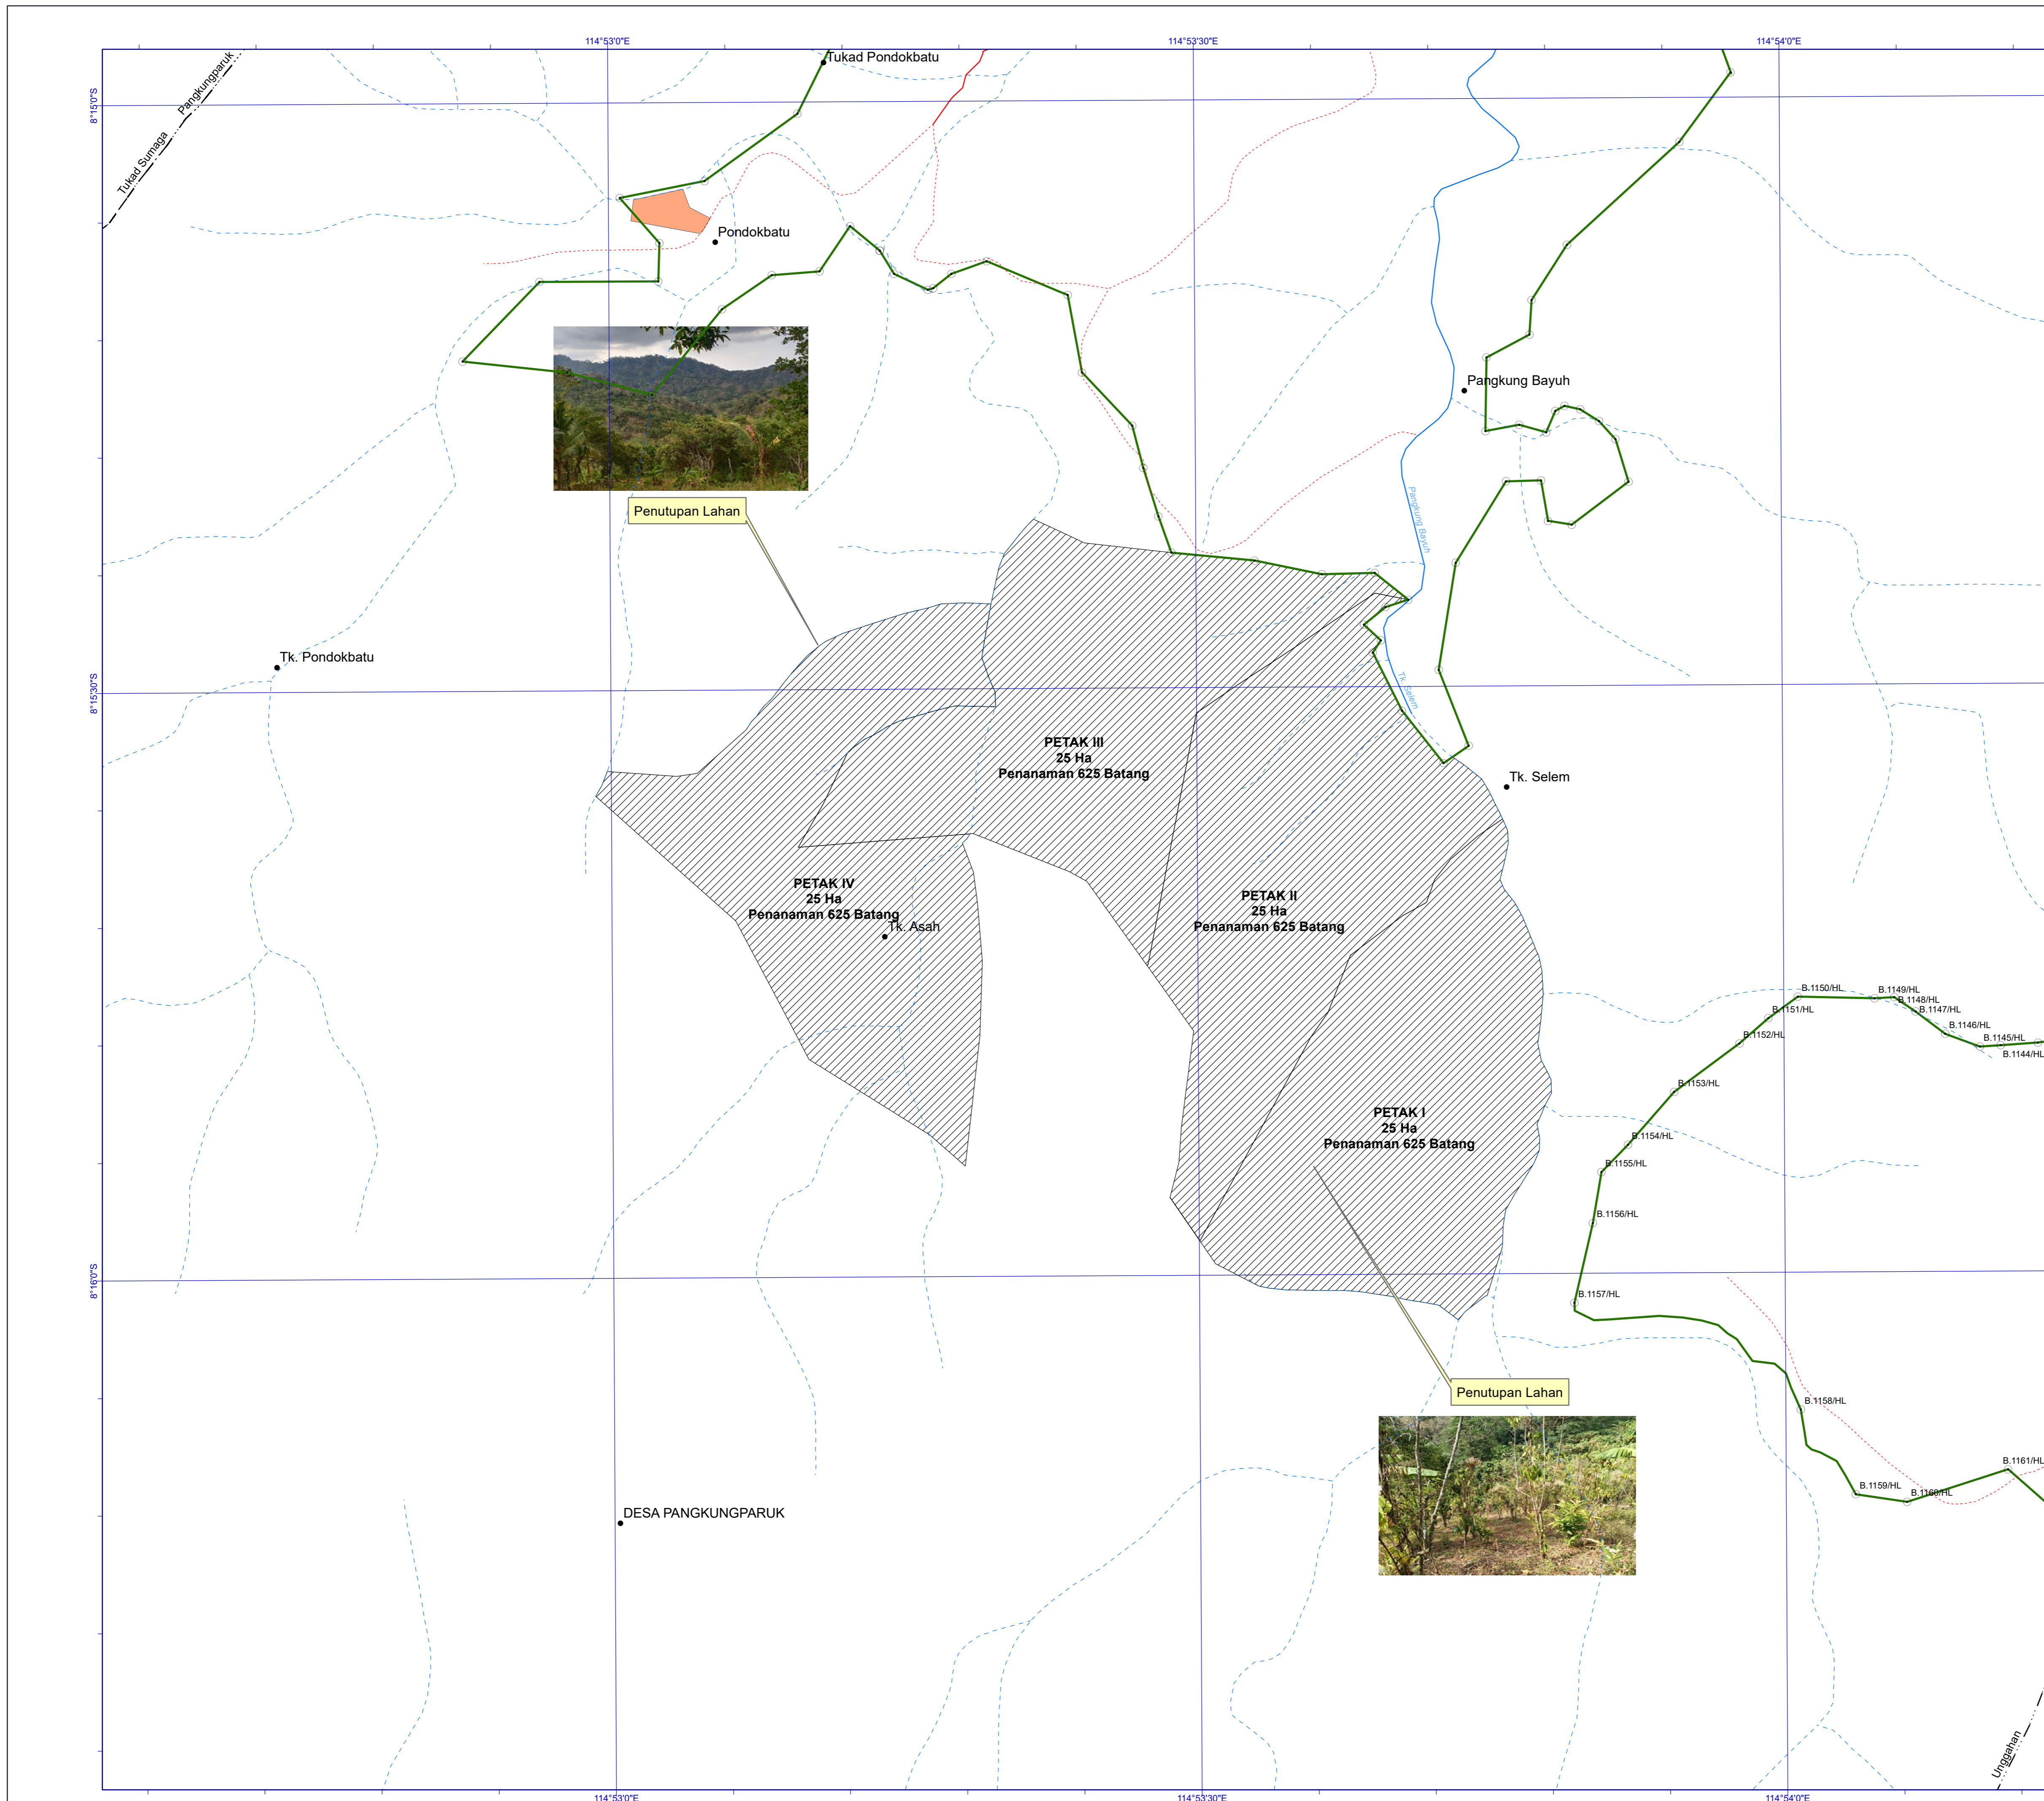 114°53'0"E
114°53'30"E
114°54'0"E
Tukad Pondokbatu
Pangkungparuk
Tukad Sumaga
8°15'0"S
Pondokbatu
Pangkung Bayuh
Pangkung Bayuh
Penutupan Lahan
Tk. Pondokbatu
8°15'30"S
Tk. Selem
PETAK III
25 Ha
Penanaman 625 Batang
Tk. Selem
PETAK IV
25 Ha
Penanaman 625 Batang
Tk. Asah
PETAK II
25 Ha
Penanaman 625 Batang
B.1150/HL
B.1149/HL
B.1148/HL
B.1147/HL
B.1151/HL
B.1146/HL
B.1152/HL
B.1145/HL
B.1144/HL
B.1153/HL
PETAK I
25 Ha
Penanaman 625 Batang
B.1154/HL
B.1155/HL
B.1156/HL
8°16'0"S
B.1157/HL
Penutupan Lahan
B.1158/HL
B.1161/HL
B.1159/HL
B.1160/HL
DESA PANGKUNGPARUK
Unggahan
114°53'0"E
114°53'30"E
114°54'0"E